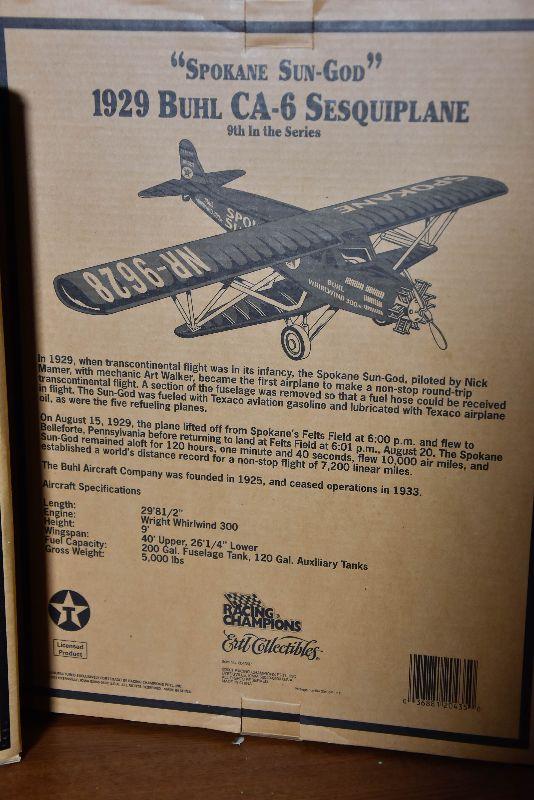 "SPOKANE SUN-GOD"
1929 BUHL CA-6 SESQUIPLANE
9th In the Series
SPOKANE
NR-9628
BUHL
WHIRLWIND 300
In 1929, when transcontinental flight was in its infancy, the Spokane Sun-God, piloted by Nick
Mamer, with mechanic Art Walker, became the first airplane to make a non-stop round-trip
transcontinental flight. A section of the fuselage was removed so that a fuel hose could be received
in flight. The Sun-God was fueled with Texaco aviation gasoline and lubricated with Texaco airplane
oil, as were the five refueling planes.
On August 15, 1929, the plane lifted off from Spokane's Felts Field at 6:00 p.m. and flew to
Belleforte, Pennsylvania before returning to land at Felts Field at 6:01 p.m., August 20. The Spokane
Sun-God remained aloft for 120 hours, one minute and 40 seconds, flew 10,000 air miles, and
established a world's distance record for a non-stop flight of 7,200 linear miles.
The Buhl Aircraft Company was founded in 1925, and ceased operations in 1933.
Aircraft Specifications
Length: 29'81/2"
Engine: Wright Whirlwind 300
Height: 9'
Wingspan: 40' Upper, 26'1/4" Lower
Fuel Capacity: 200 Gal. Fuselage Tank, 120 Gal. Auxiliary Tanks
Gross Weight: 5,000 lbs
T
Licensed
Product
RACING
CHAMPIONS
Ertl Collectibles
0 36881 20435 6